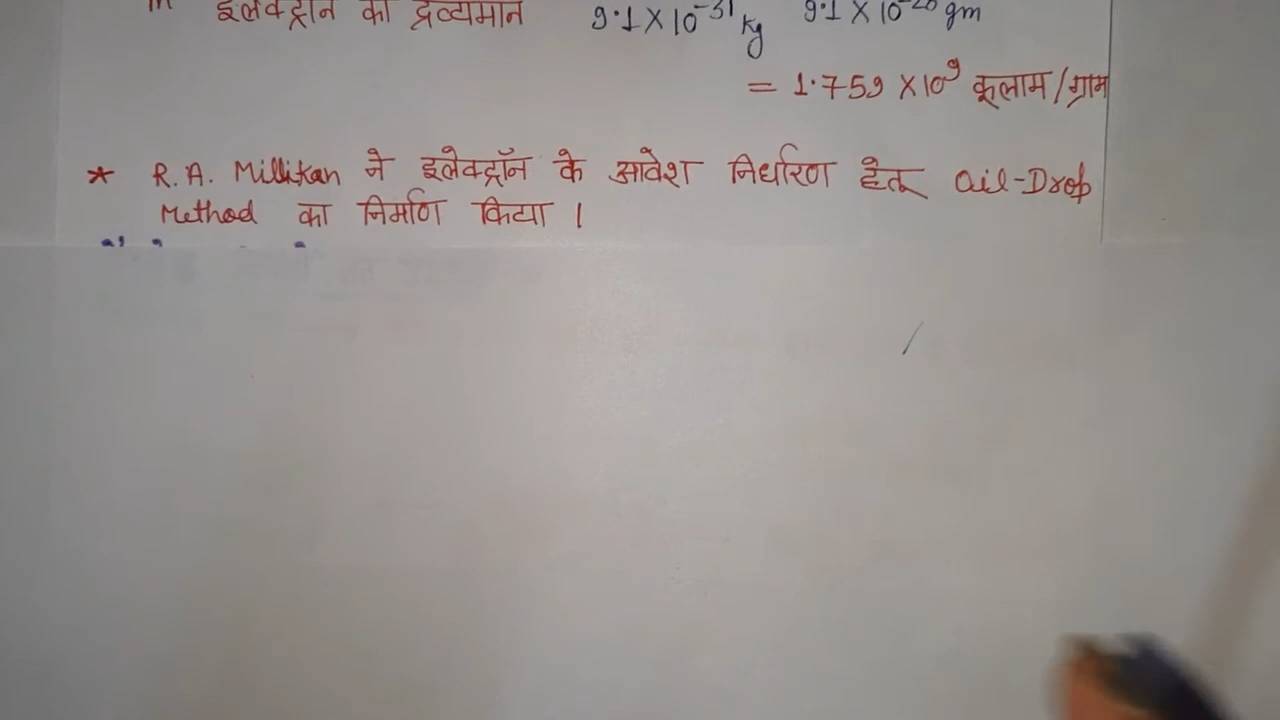 m इलेक्ट्रॉन का द्रव्यमान 9.1 X 10⁻³¹ kg 9.1 X 10⁻²⁸ gm
= 1.759 X10⁹ कूलाम/ग्राम
* R.A. Millikan ने इलेक्ट्रॉन के आवेश निर्धारण हेतू Oil-Drop
Method का निर्माण किया ।